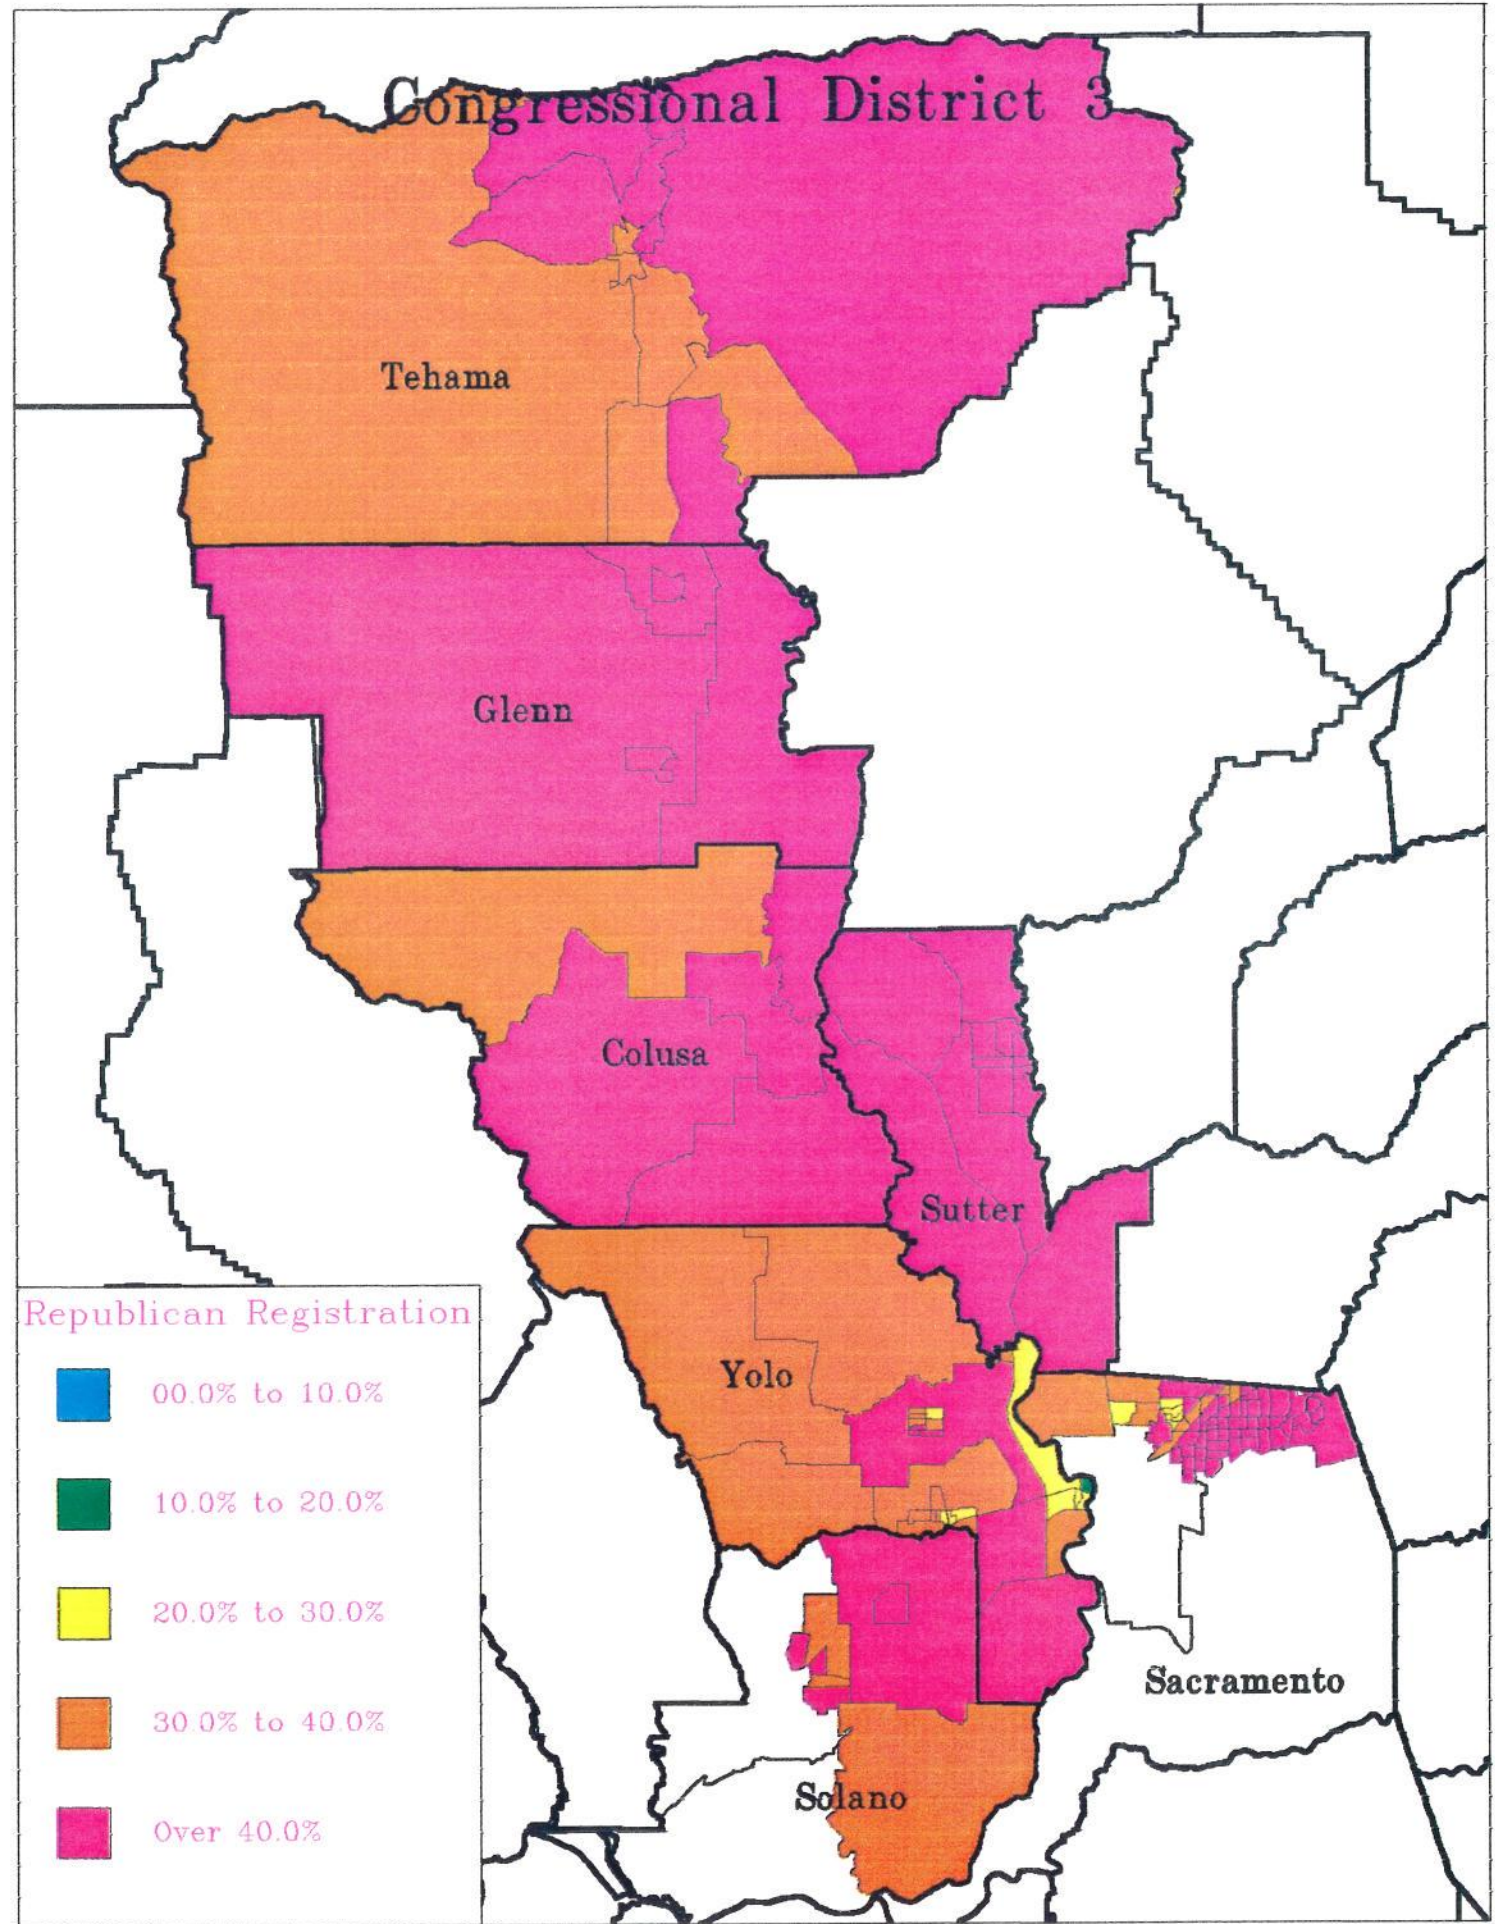 Congressional District 3
Tehama
Glenn
Colusa
Sutter
Yolo
Sacramento
Solano
Republican Registration
00.0% to 10.0%
10.0% to 20.0%
20.0% to 30.0%
30.0% to 40.0%
Over 40.0%